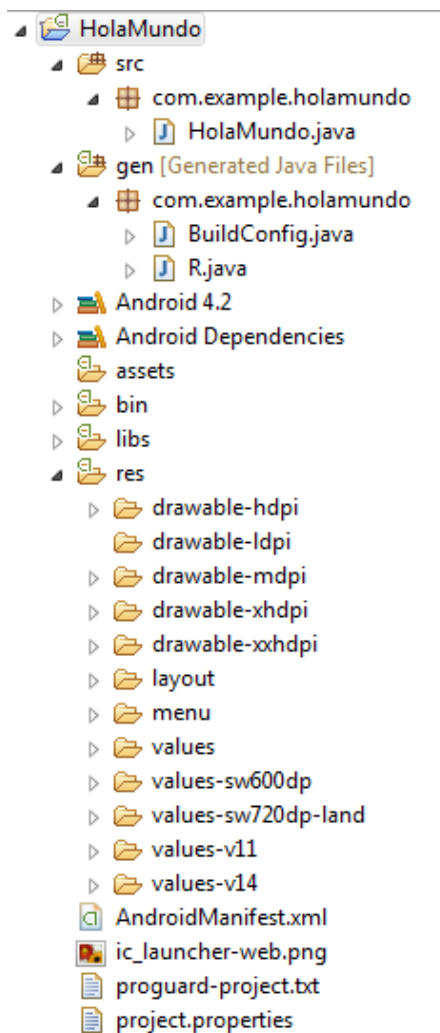 HolaMundo
src
com.example.holamundo
HolaMundo.java
gen [Generated Java Files]
com.example.holamundo
BuildConfig.java
R.java
Android 4.2
Android Dependencies
assets
bin
libs
res
drawable-hdpi
drawable-ldpi
drawable-mdpi
drawable-xhdpi
drawable-xxhdpi
layout
menu
values
values-sw600dp
values-sw720dp-land
values-v11
values-v14
AndroidManifest.xml
ic_launcher-web.png
proguard-project.txt
project.properties